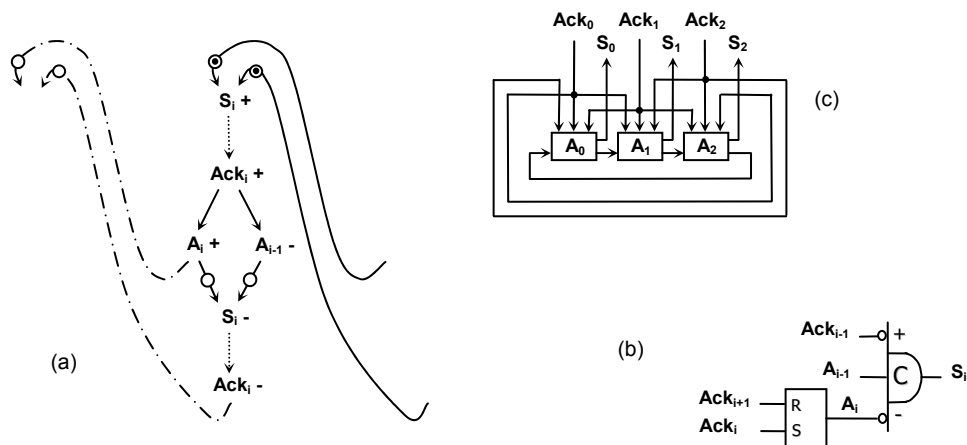 Ack0 Ack1 Ack2
S0 S1 S2
(c)
Si +
A0 A1 A2
Acki +
Ai + Ai-1 -
Si -
(a)
(b)
Acki-1 +
Ai-1 C Si
Acki -
Acki+1 R Ai -
Acki S